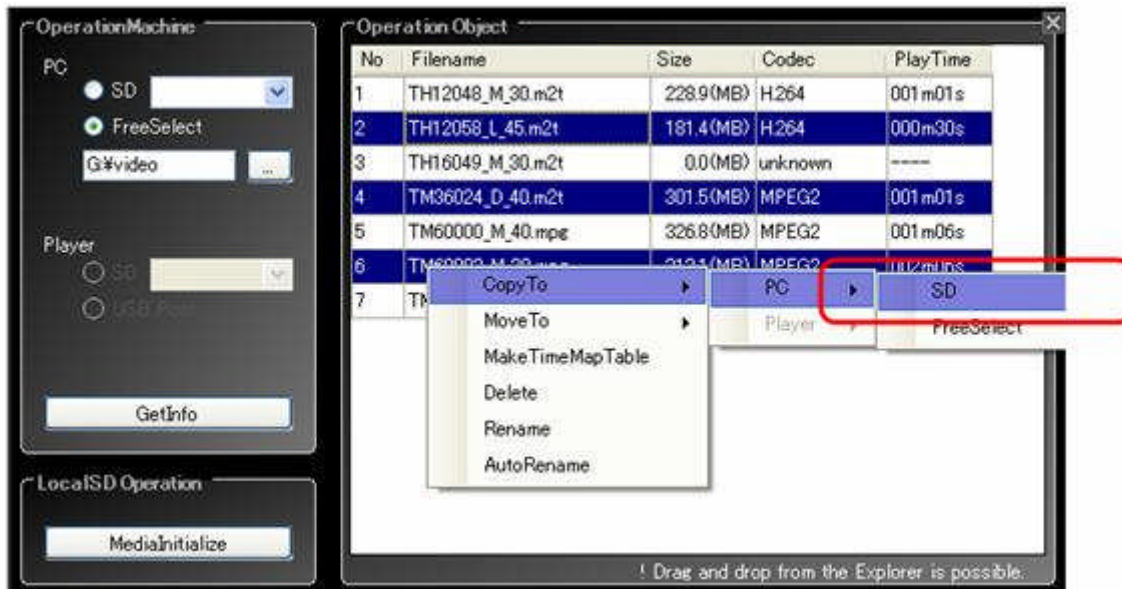 OperationMachine
PC
SD
FreeSelect
G:¥video
...
Player
SD
USB Port
GetInfo
LocalSD Operation
MediaInitialize
Operation Object
No Filename Size Codec PlayTime
1 TH12048_M_30.m2t 228.9(MB) H.264 001m01s
2 TH12058_L_45.m2t 181.4(MB) H.264 000m30s
3 TH16049_M_30.m2t 0.0(MB) unknown ----
4 TM36024_D_40.m2t 301.5(MB) MPEG2 001m01s
5 TM60000_M_40.mpg 326.8(MB) MPEG2 001m06s
6 MPEG2
7
CopyTo PC SD
MoveTo Player FreeSelect
MakeTimeMapTable
Delete
Rename
AutoRename
! Drag and drop from the Explorer is possible.